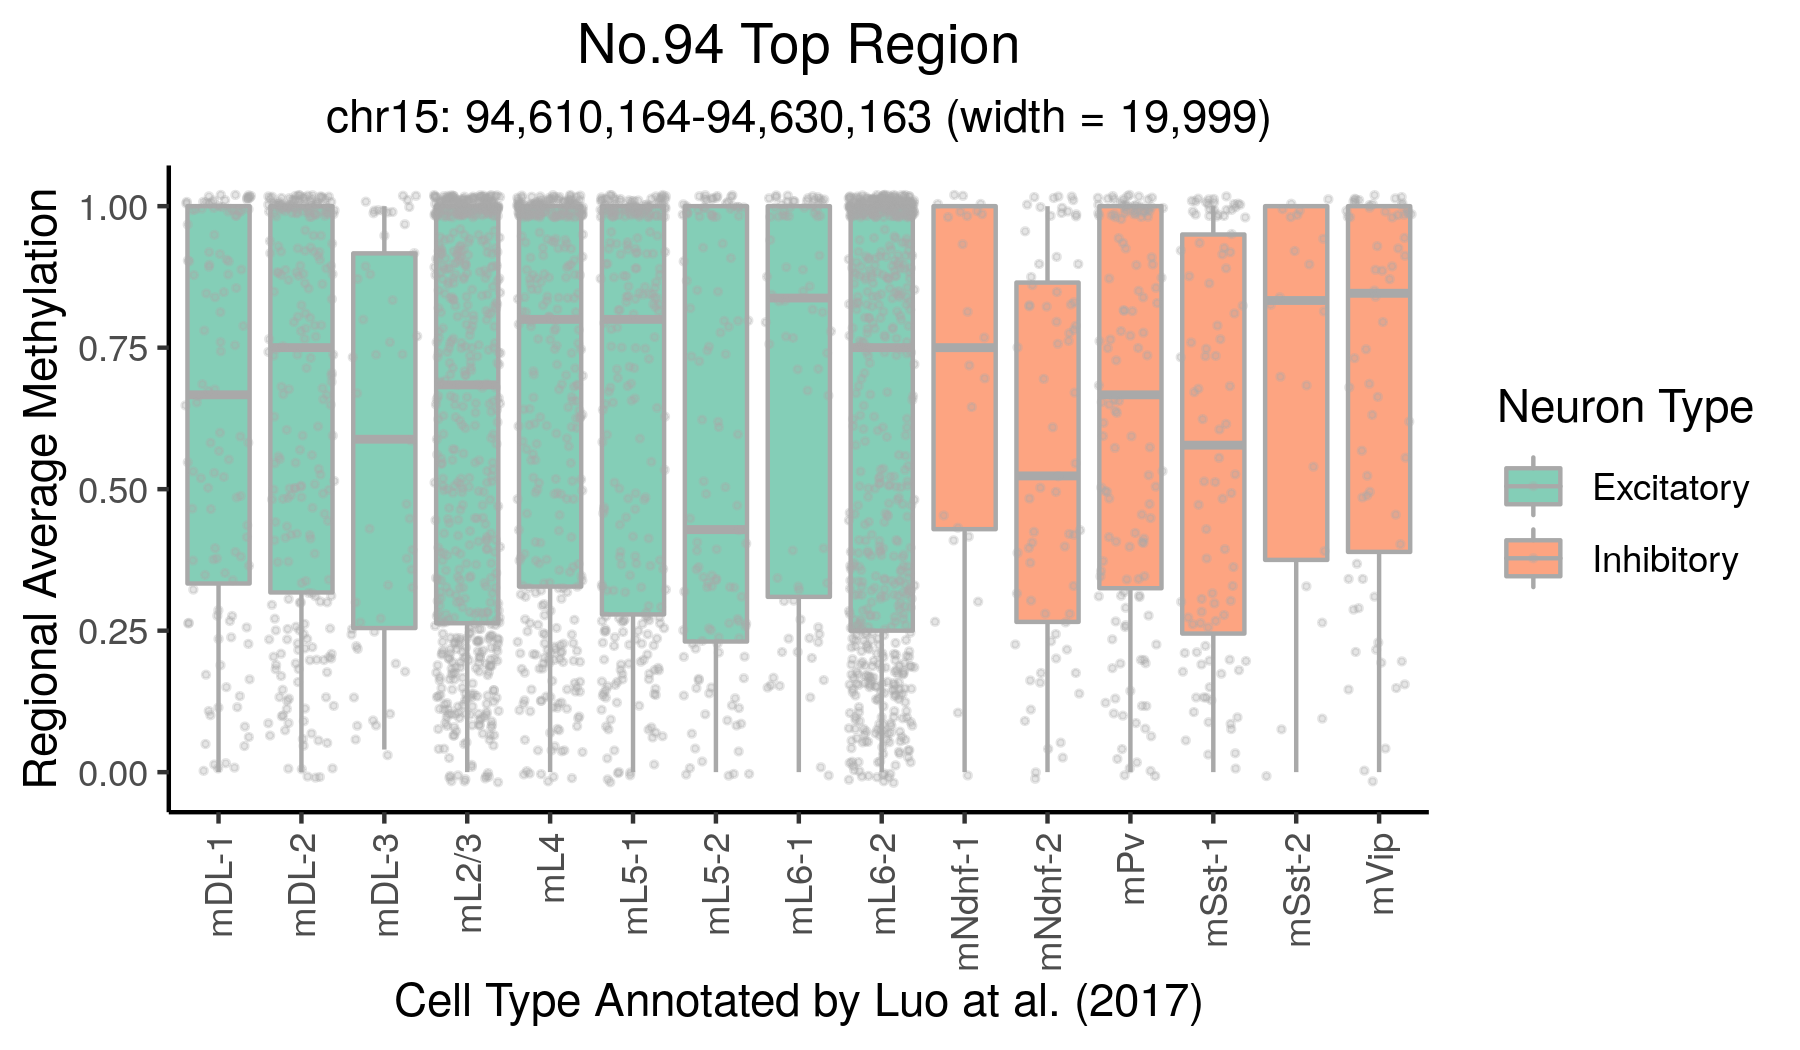 No.94 Top Region
chr15: 94,610,164-94,630,163 (width = 19,999)
Regional Average Methylation
1.00
0.75
0.50
0.25
0.00
mDL-1
mDL-2
mDL-3
mL2/3
mL4
mL5-1
mL5-2
mL6-1
mL6-2
mNdnf-1
mNdnf-2
mPv
mSst-1
mSst-2
mVip
Cell Type Annotated by Luo at al. (2017)
Neuron Type
Excitatory
Inhibitory